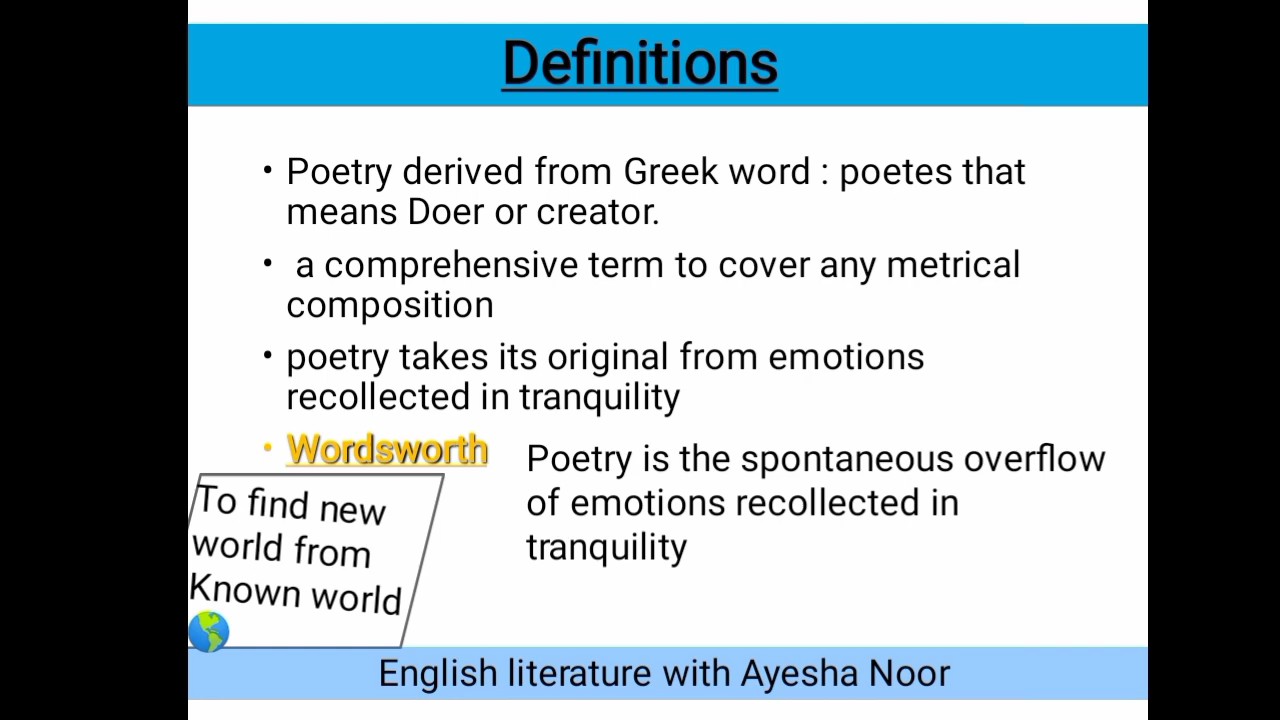 Definitions
• Poetry derived from Greek word : poetes that
means Doer or creator.
• a comprehensive term to cover any metrical
composition
• poetry takes its original from emotions
recollected in tranquility
• Wordsworth
Poetry is the spontaneous overflow
of emotions recollected in
tranquility
To find new
world from
Known world
English literature with Ayesha Noor